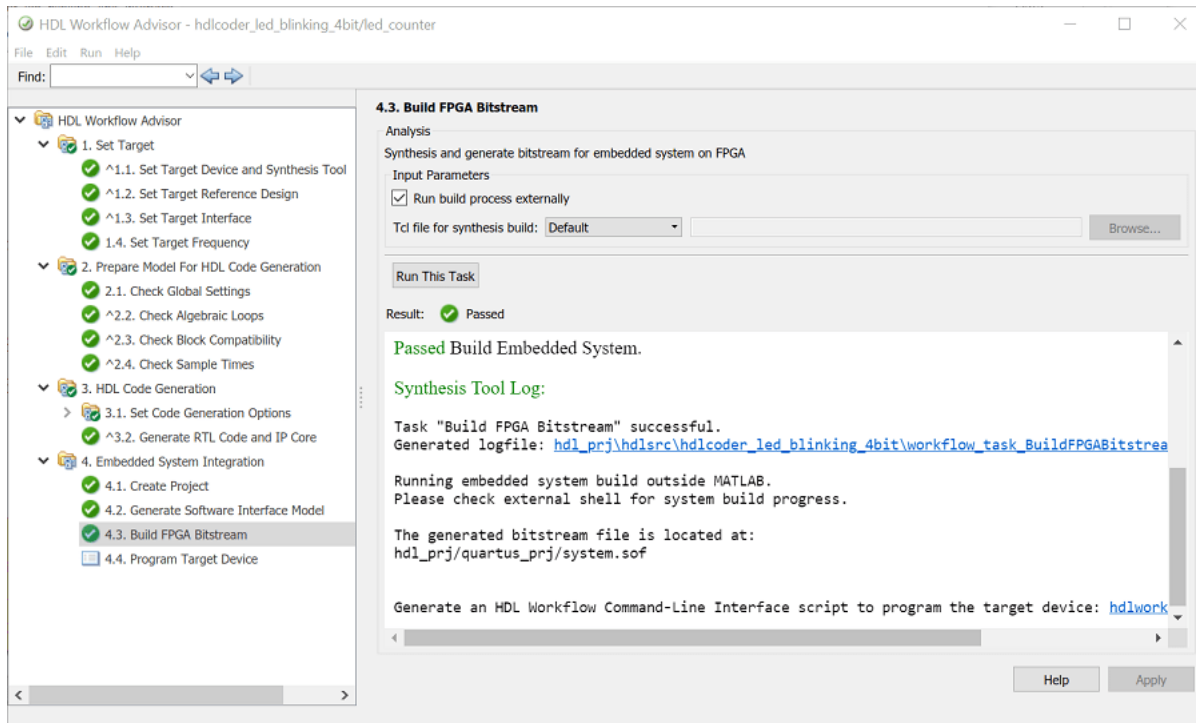 HDL Workflow Advisor - hdlcoder_led_blinking_4bit/led_counter
File Edit Run Help
Find:
HDL Workflow Advisor
1. Set Target
^1.1. Set Target Device and Synthesis Tool
^1.2. Set Target Reference Design
^1.3. Set Target Interface
1.4. Set Target Frequency
2. Prepare Model For HDL Code Generation
2.1. Check Global Settings
^2.2. Check Algebraic Loops
^2.3. Check Block Compatibility
^2.4. Check Sample Times
3. HDL Code Generation
3.1. Set Code Generation Options
^3.2. Generate RTL Code and IP Core
4. Embedded System Integration
4.1. Create Project
4.2. Generate Software Interface Model
4.3. Build FPGA Bitstream
4.4. Program Target Device
4.3. Build FPGA Bitstream
Analysis
Synthesis and generate bitstream for embedded system on FPGA
Input Parameters
Run build process externally
Tcl file for synthesis build: Default Browse...
Run This Task
Result: Passed
Passed Build Embedded System.
Synthesis Tool Log:
Task "Build FPGA Bitstream" successful.
Generated logfile: hdl_prj\hdlsrc\hdlcoder_led_blinking_4bit\workflow_task_BuildFPGABitstrea
Running embedded system build outside MATLAB.
Please check external shell for system build progress.
The generated bitstream file is located at:
hdl_prj/quartus_prj/system.sof
Generate an HDL Workflow Command-Line Interface script to program the target device: hdlwork
Help Apply